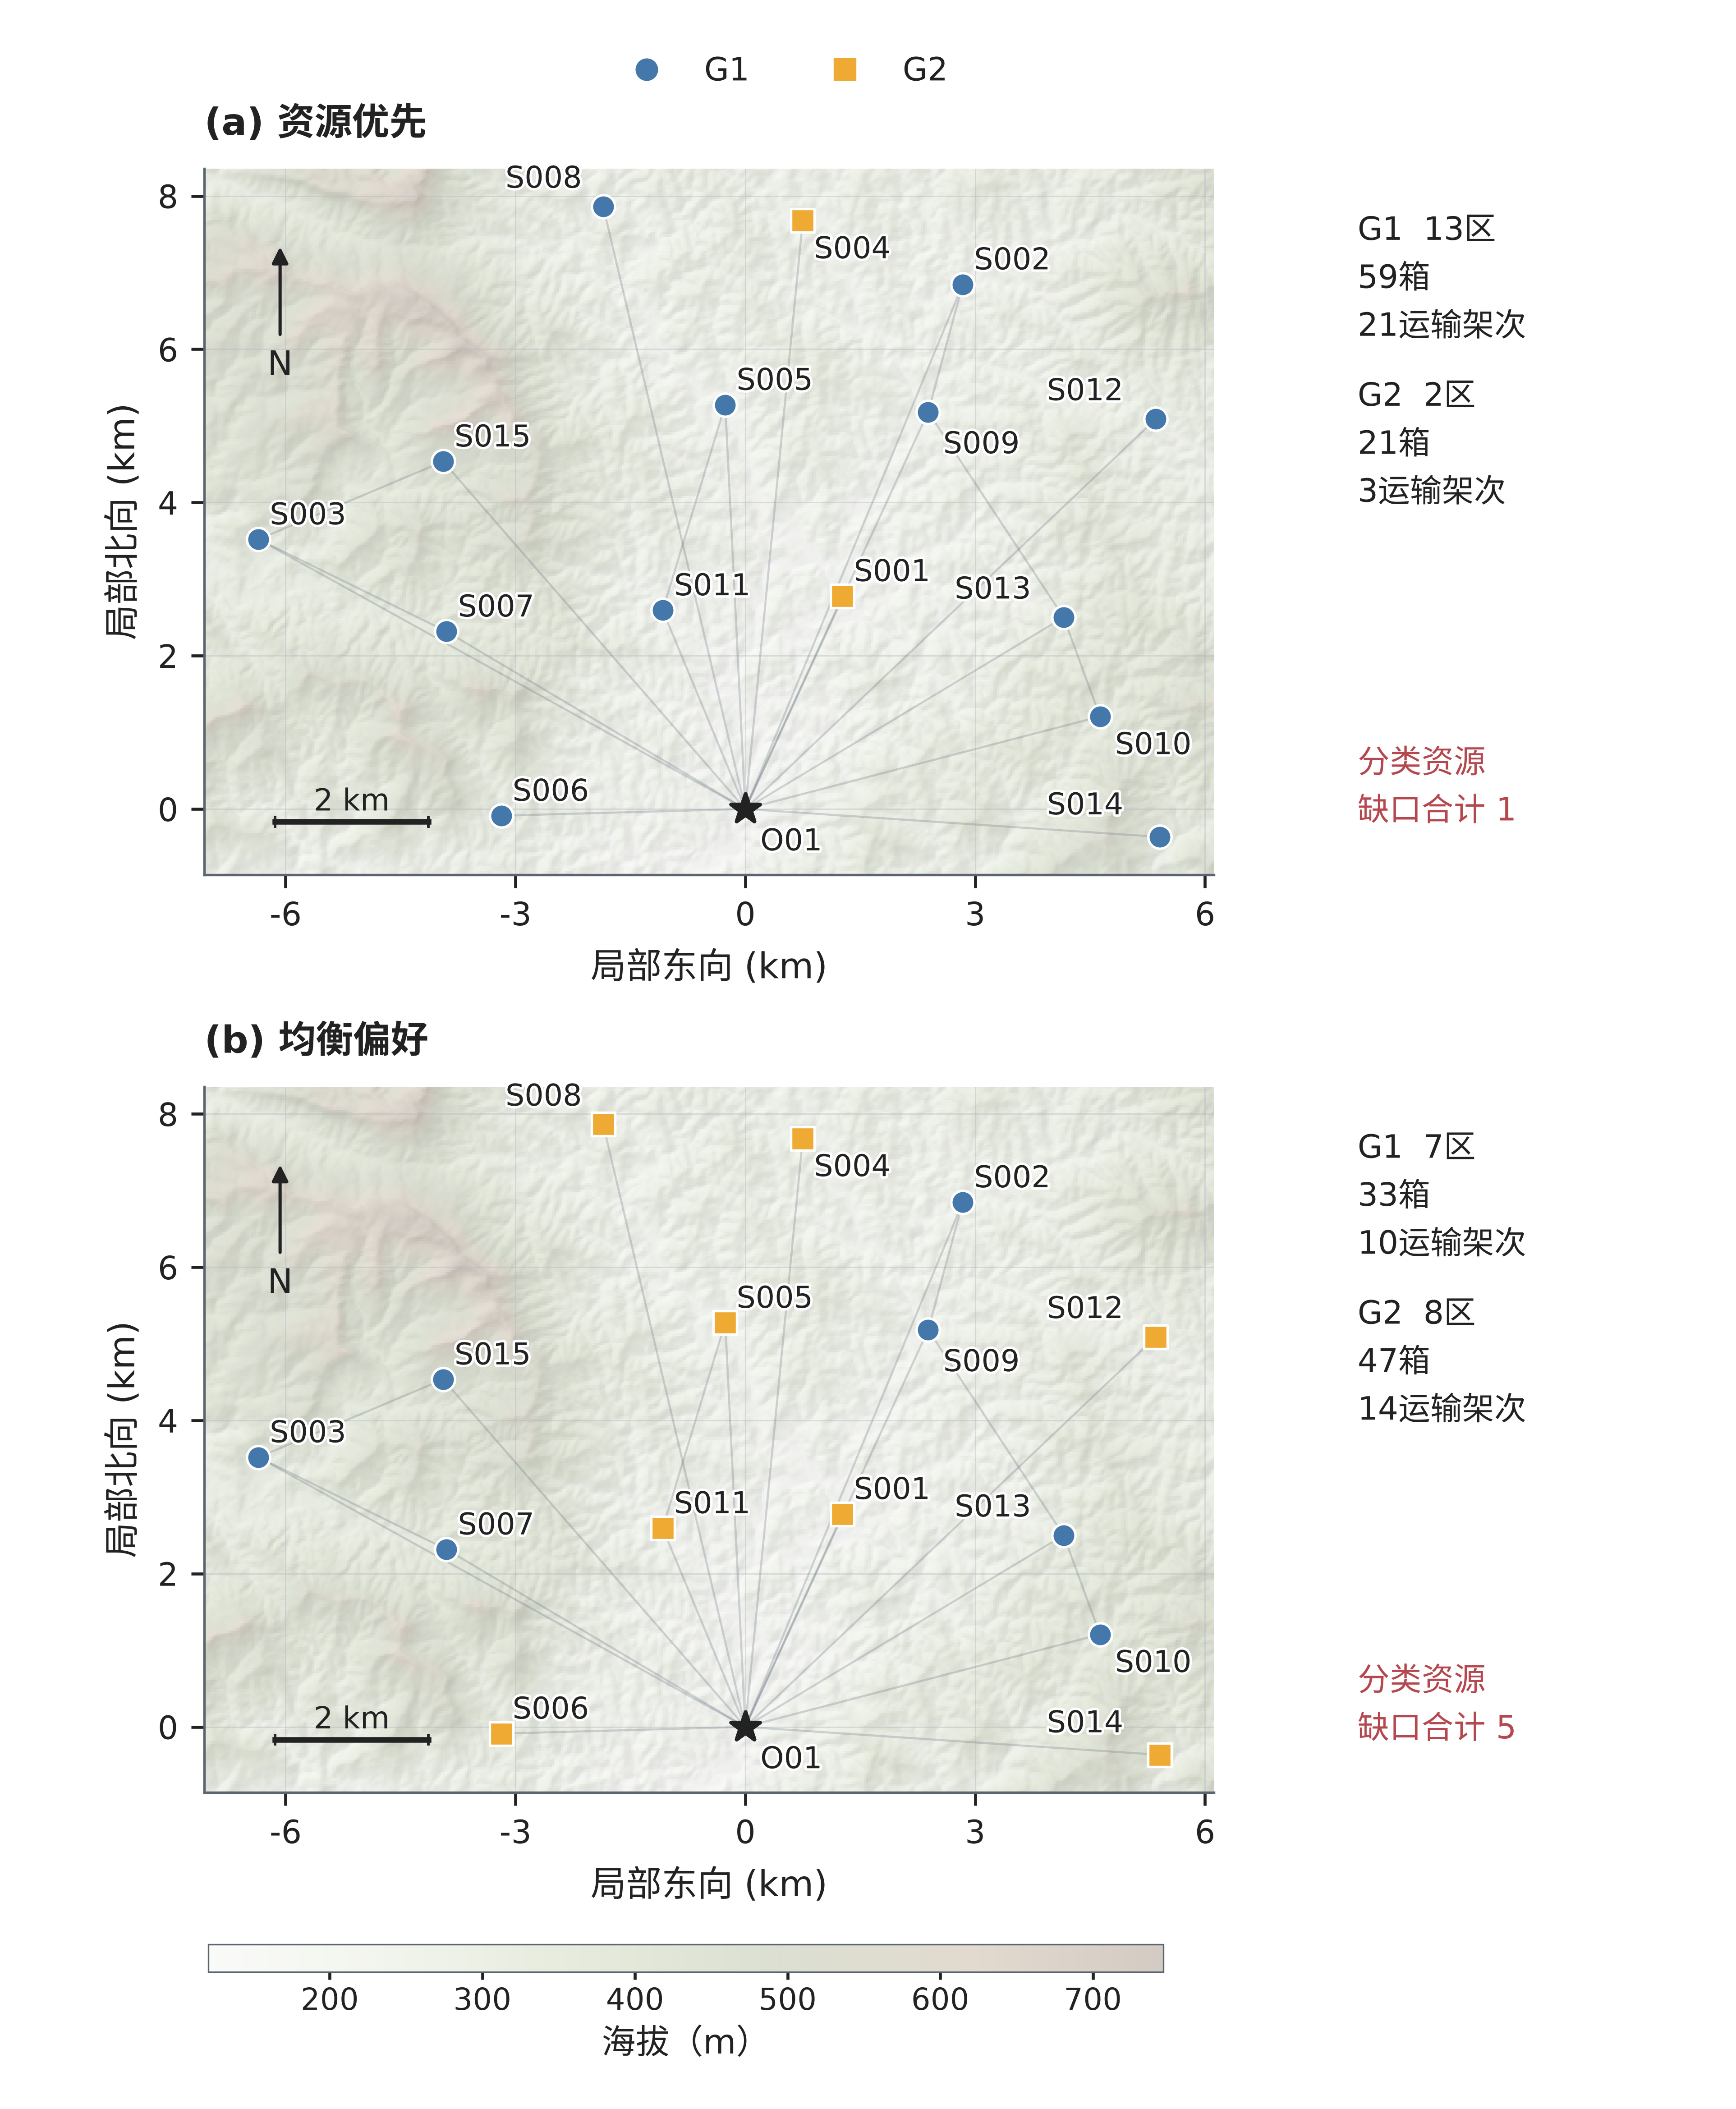 G1 G2
(a) 资源优先
S008
8
S004
S002
G1 13区
59箱
21运输架次
6
N
S005
S012
G2 2区
21箱
3运输架次
S015
S009
4
S003
局部北向 (km)
S011
S001
S013
S007
2
S010
分类资源
缺口合计 1
S006
S014
2 km
0
O01
-6 -3 0 3 6
局部东向 (km)
(b) 均衡偏好
S008
8
S004
S002
G1 7区
33箱
10运输架次
6
N
S005
S012
G2 8区
47箱
14运输架次
S015
S009
4
S003
局部北向 (km)
S011
S001
S013
S007
2
S010
分类资源
缺口合计 5
S006
S014
2 km
0
O01
-6 -3 0 3 6
局部东向 (km)
200 300 400 500 600 700
海拔（m）